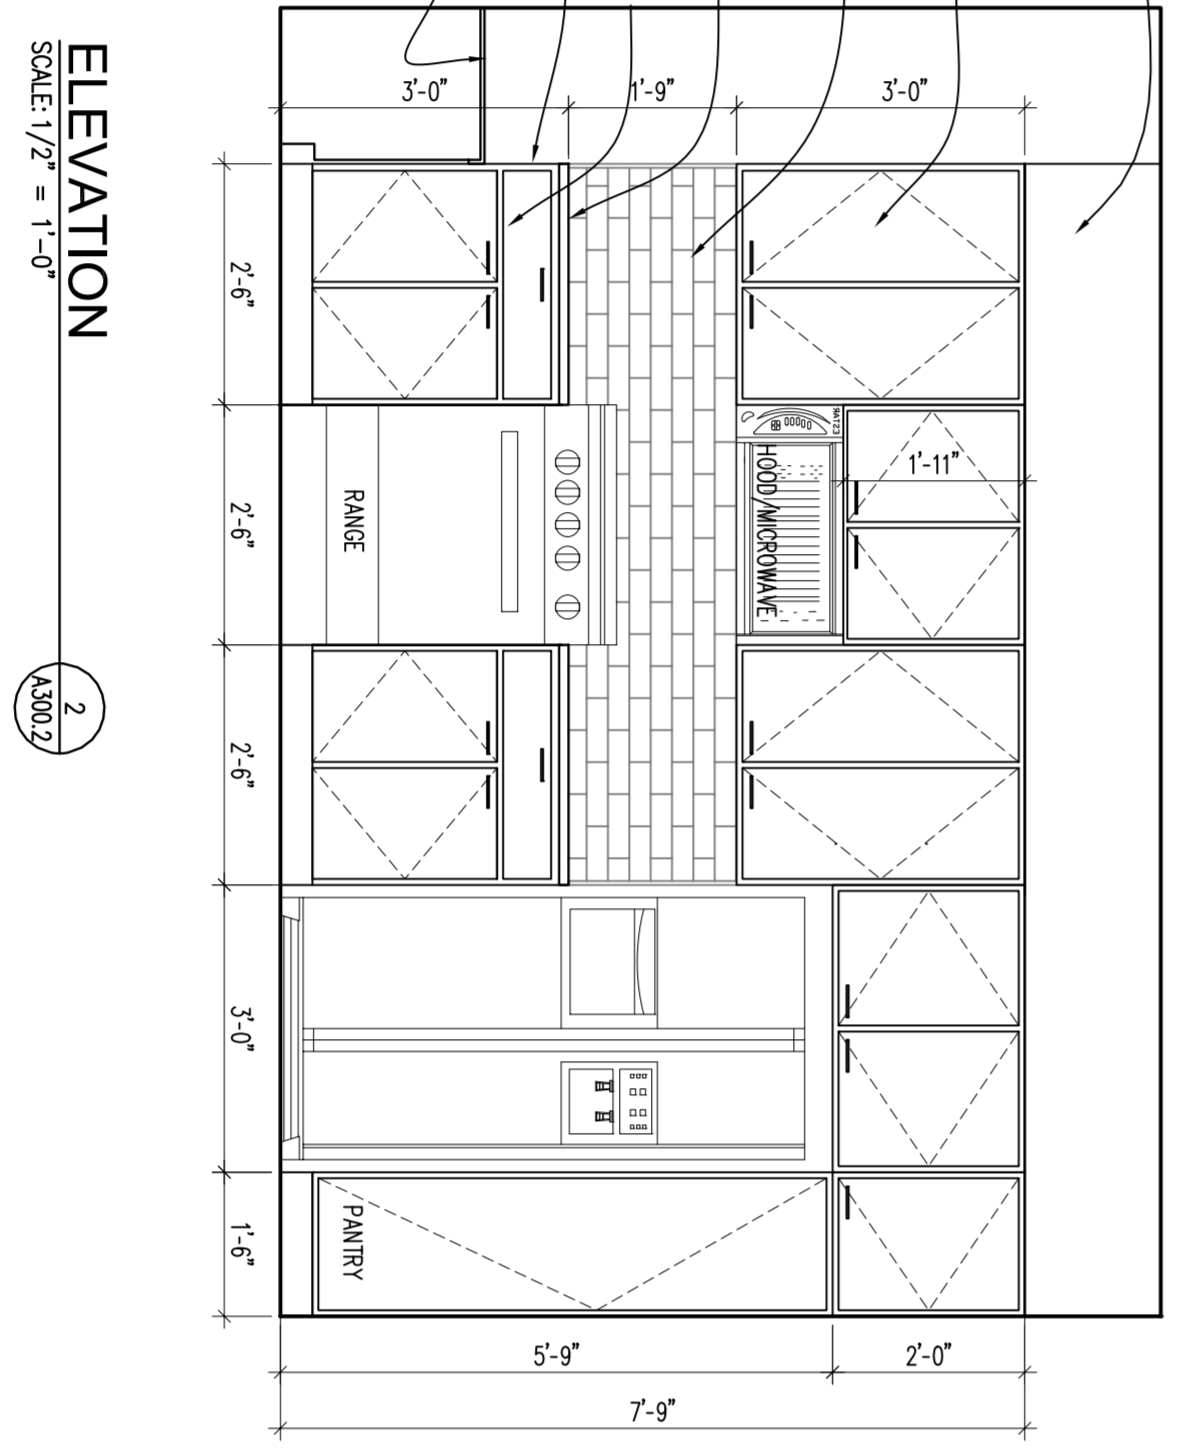 3'-0"
1'-9"
3'-0"
1'-11"
HOOD/MICROWAVE
RANGE
PANTRY
2'-6"
2'-6"
2'-6"
3'-0"
1'-6"
5'-9"
2'-0"
7'-9"
ELEVATION
SCALE: 1/2" = 1'-0"
2
A300.2